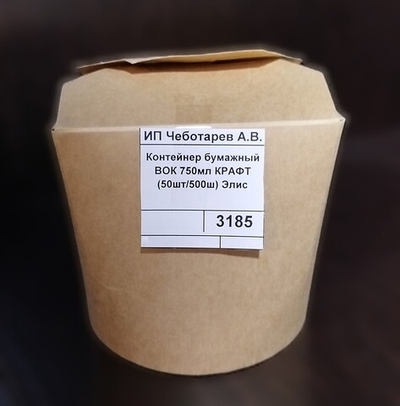 ИП Чеботарев А.В.
Контейнер бумажный
ВОК 750мл КРАФТ
(50шт/500ш) Элис
3185